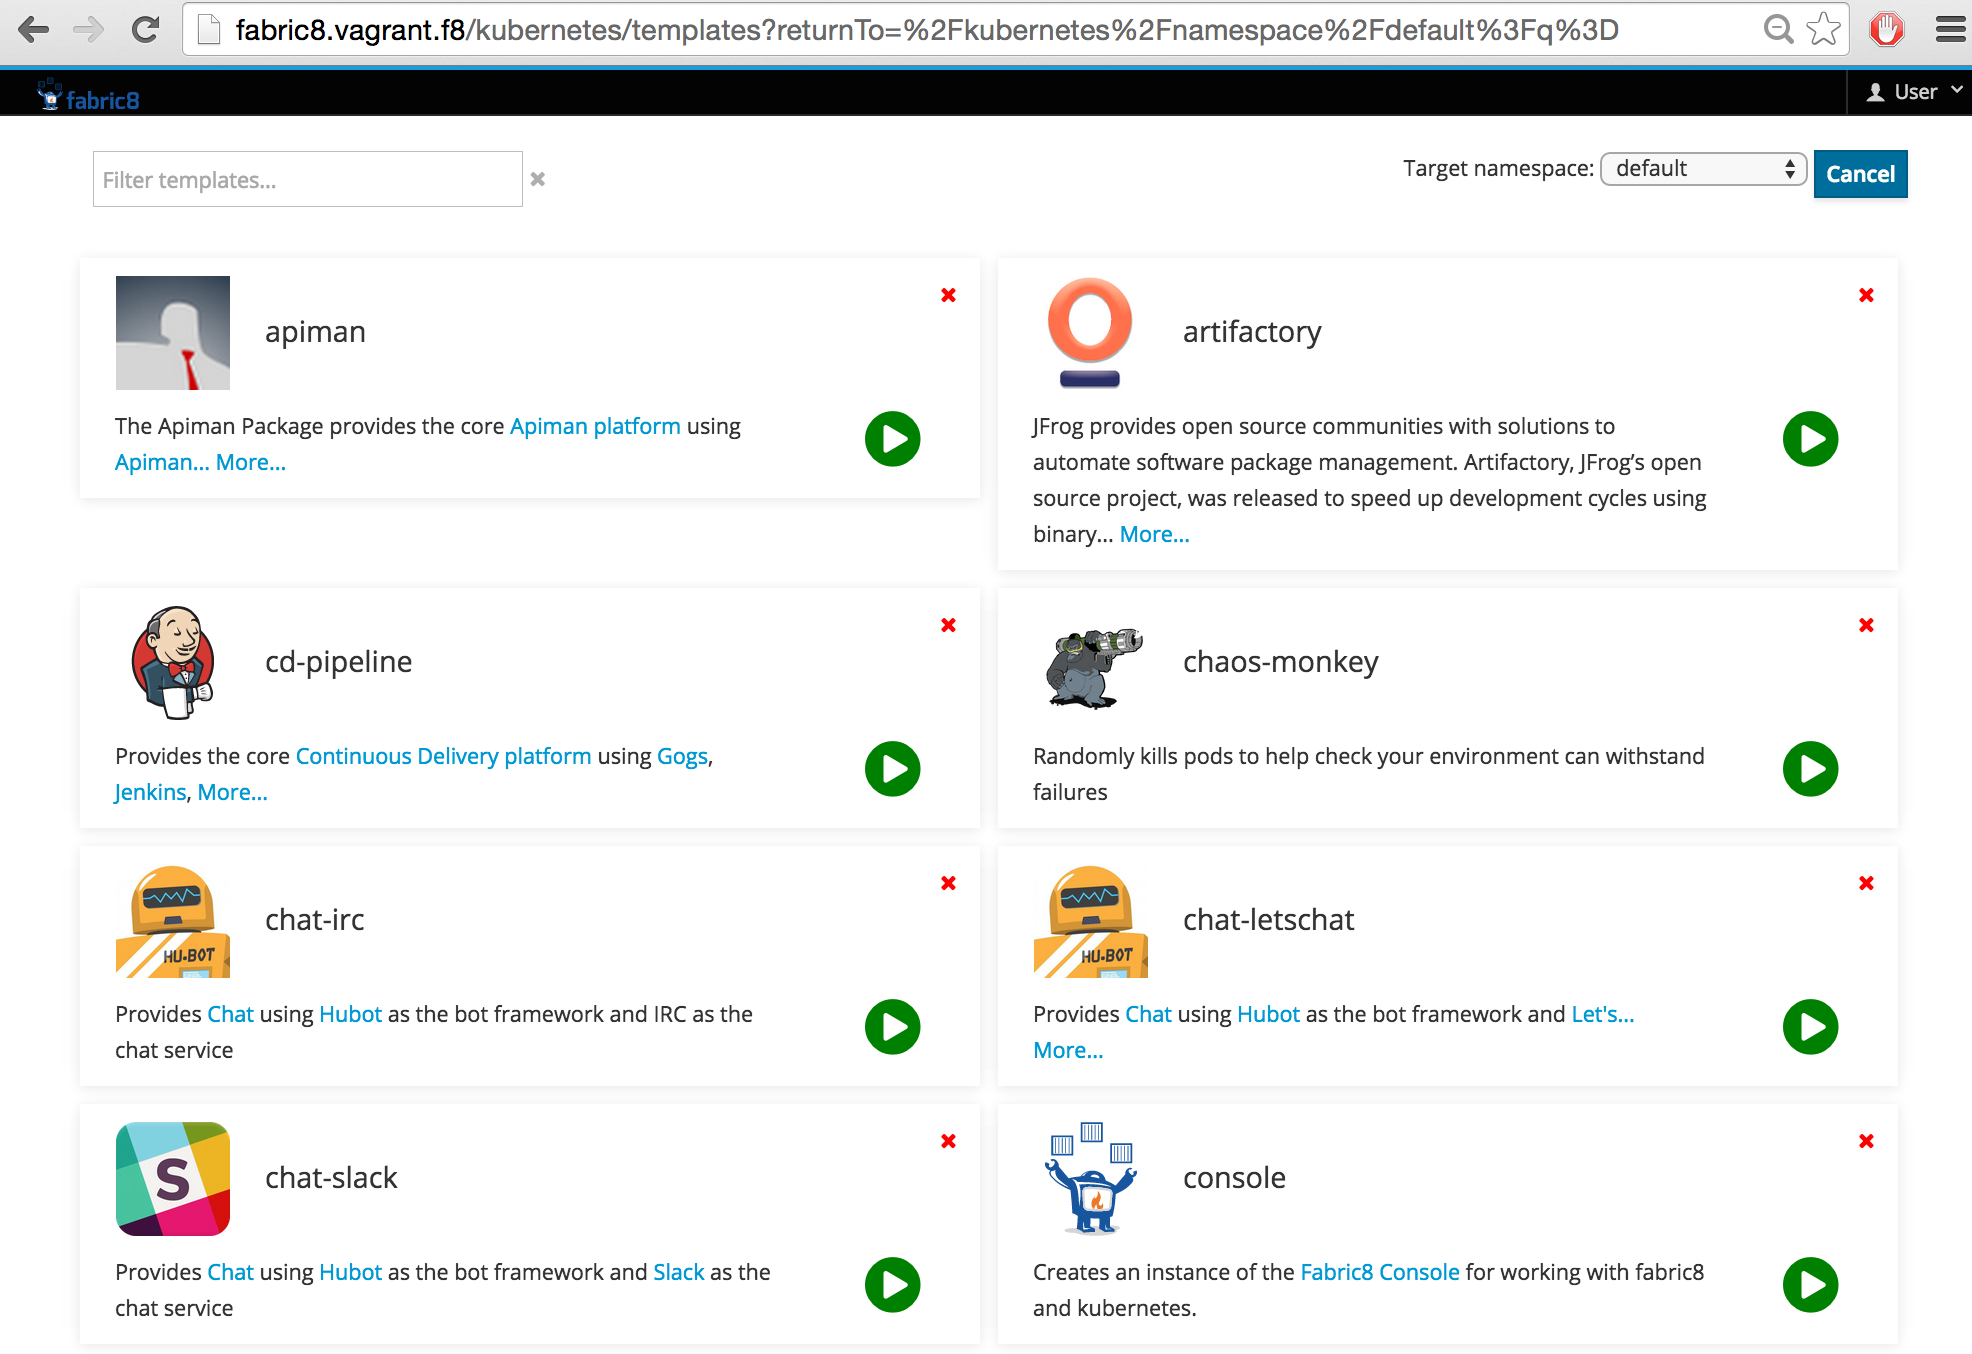 fabric8.vagrant.f8/kubernetes/templates?returnTo=%2Fkubernetes%2Fnamespace%2Fdefault%3Fq%3D
fabric8
User
Filter templates...
Target namespace: default
Cancel
apiman
The Apiman Package provides the core Apiman platform using
Apiman... More...
artifactory
JFrog provides open source communities with solutions to
automate software package management. Artifactory, JFrog’s open
source project, was released to speed up development cycles using
binary... More...
cd-pipeline
Provides the core Continuous Delivery platform using Gogs,
Jenkins, More...
chaos-monkey
Randomly kills pods to help check your environment can withstand
failures
HU-BOT
chat-irc
Provides Chat using Hubot as the bot framework and IRC as the
chat service
HU-BOT
chat-letschat
Provides Chat using Hubot as the bot framework and Let's...
More...
S
chat-slack
Provides Chat using Hubot as the bot framework and Slack as the
chat service
console
Creates an instance of the Fabric8 Console for working with fabric8
and kubernetes.